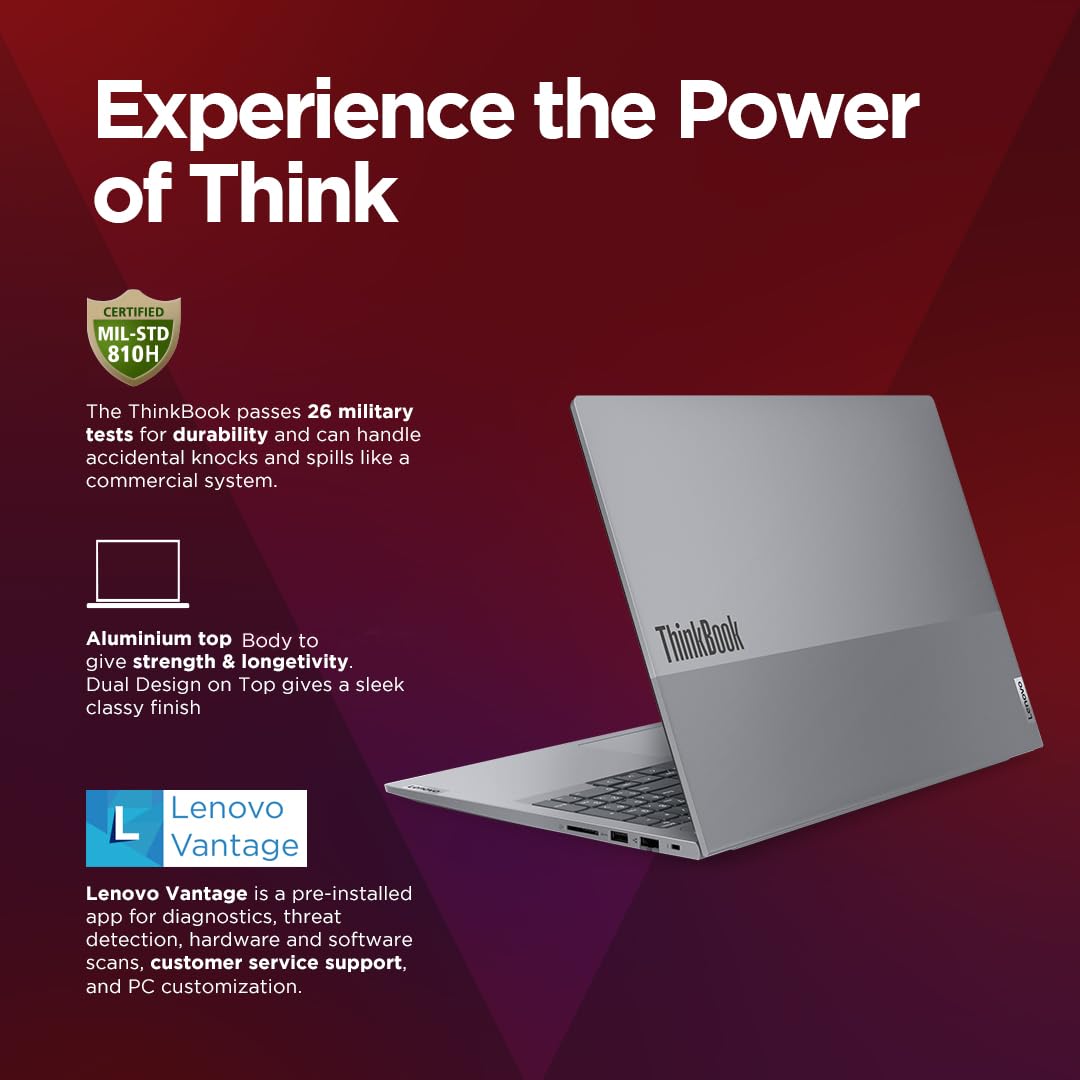 Experience the Power
of Think
CERTIFIED
MIL-STD
810H
The ThinkBook passes 26 military
tests for durability and can handle
accidental knocks and spills like a
commercial system.
Aluminium top Body to
give strength & longetivity.
Dual Design on Top gives a sleek
classy finish
ThinkBook
Lenovo
Lenovo
L Lenovo
Vantage
Lenovo Vantage is a pre-installed
app for diagnostics, threat
detection, hardware and software
scans, customer service support,
and PC customization.